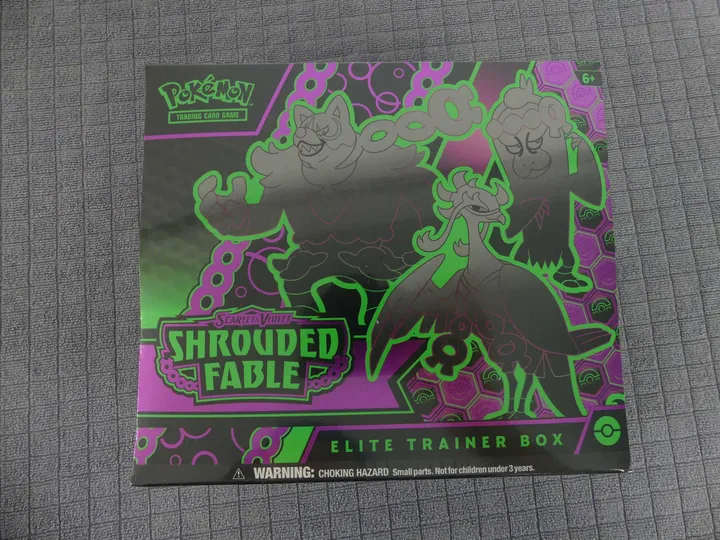 POKéMON
TRADING CARD GAME
6+
SCARLET & VIOLET
SHROUDED
FABLE
ELITE TRAINER BOX
WARNING: CHOKING HAZARD Small parts. Not for children under 3 years.